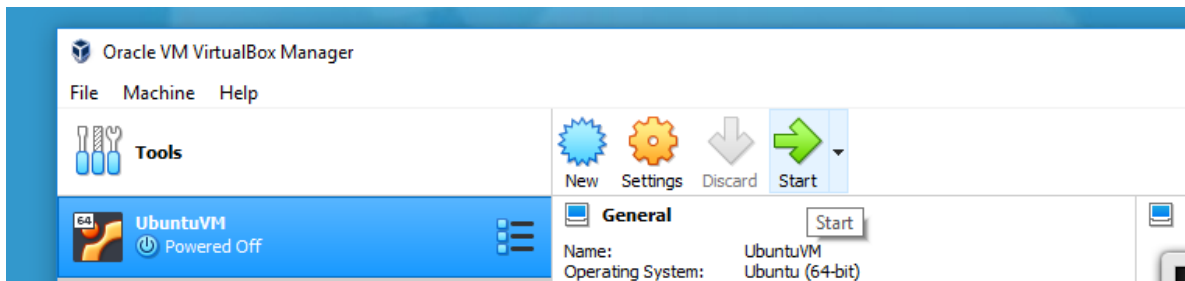 Oracle VM VirtualBox Manager
File Machine Help
Tools
New Settings Discard Start
64
UbuntuVM
Powered Off
General
Start
Name: UbuntuVM
Operating System: Ubuntu (64-bit)